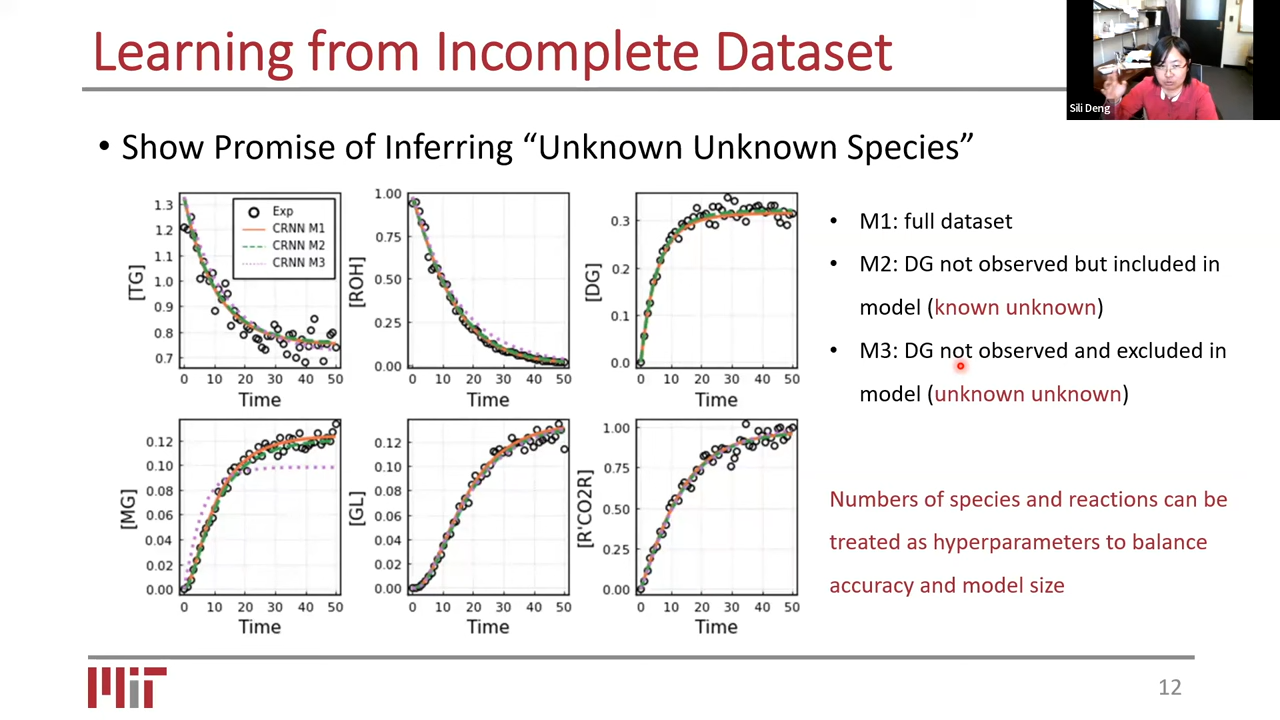 Learning from Incomplete Dataset
Sili Deng
• Show Promise of Inferring “Unknown Unknown Species”
1.3
1.2
1.1
1.0
0.9
0.8
0.7
[TG]
Exp
CRNN M1
CRNN M2
CRNN M3
0 10 20 30 40 50
Time
1.00
0.75
0.50
0.25
0.00
[ROH]
0 10 20 30 40 50
Time
0.3
0.2
0.1
0.0
[DG]
0 10 20 30 40 50
Time
0.12
0.10
0.08
0.06
0.04
0.02
0.00
[MG]
0 10 20 30 40 50
Time
0.12
0.10
0.08
0.06
0.04
0.02
0.00
[GL]
0 10 20 30 40 50
Time
1.00
0.75
0.50
0.25
0.00
[R'CO2R]
0 10 20 30 40 50
Time
• M1: full dataset
• M2: DG not observed but included in
model (known unknown)
• M3: DG not observed and excluded in
model (unknown unknown)
Numbers of species and reactions can be
treated as hyperparameters to balance
accuracy and model size
MIT
12